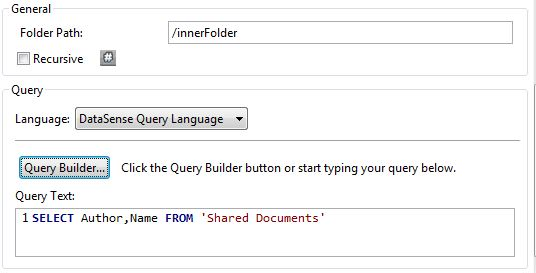 General
Folder Path: /innerFolder
Recursive
Query
Language: DataSense Query Language
Query Builder... Click the Query Builder button or start typing your query below.
Query Text:
1 SELECT Author,Name FROM 'Shared Documents'